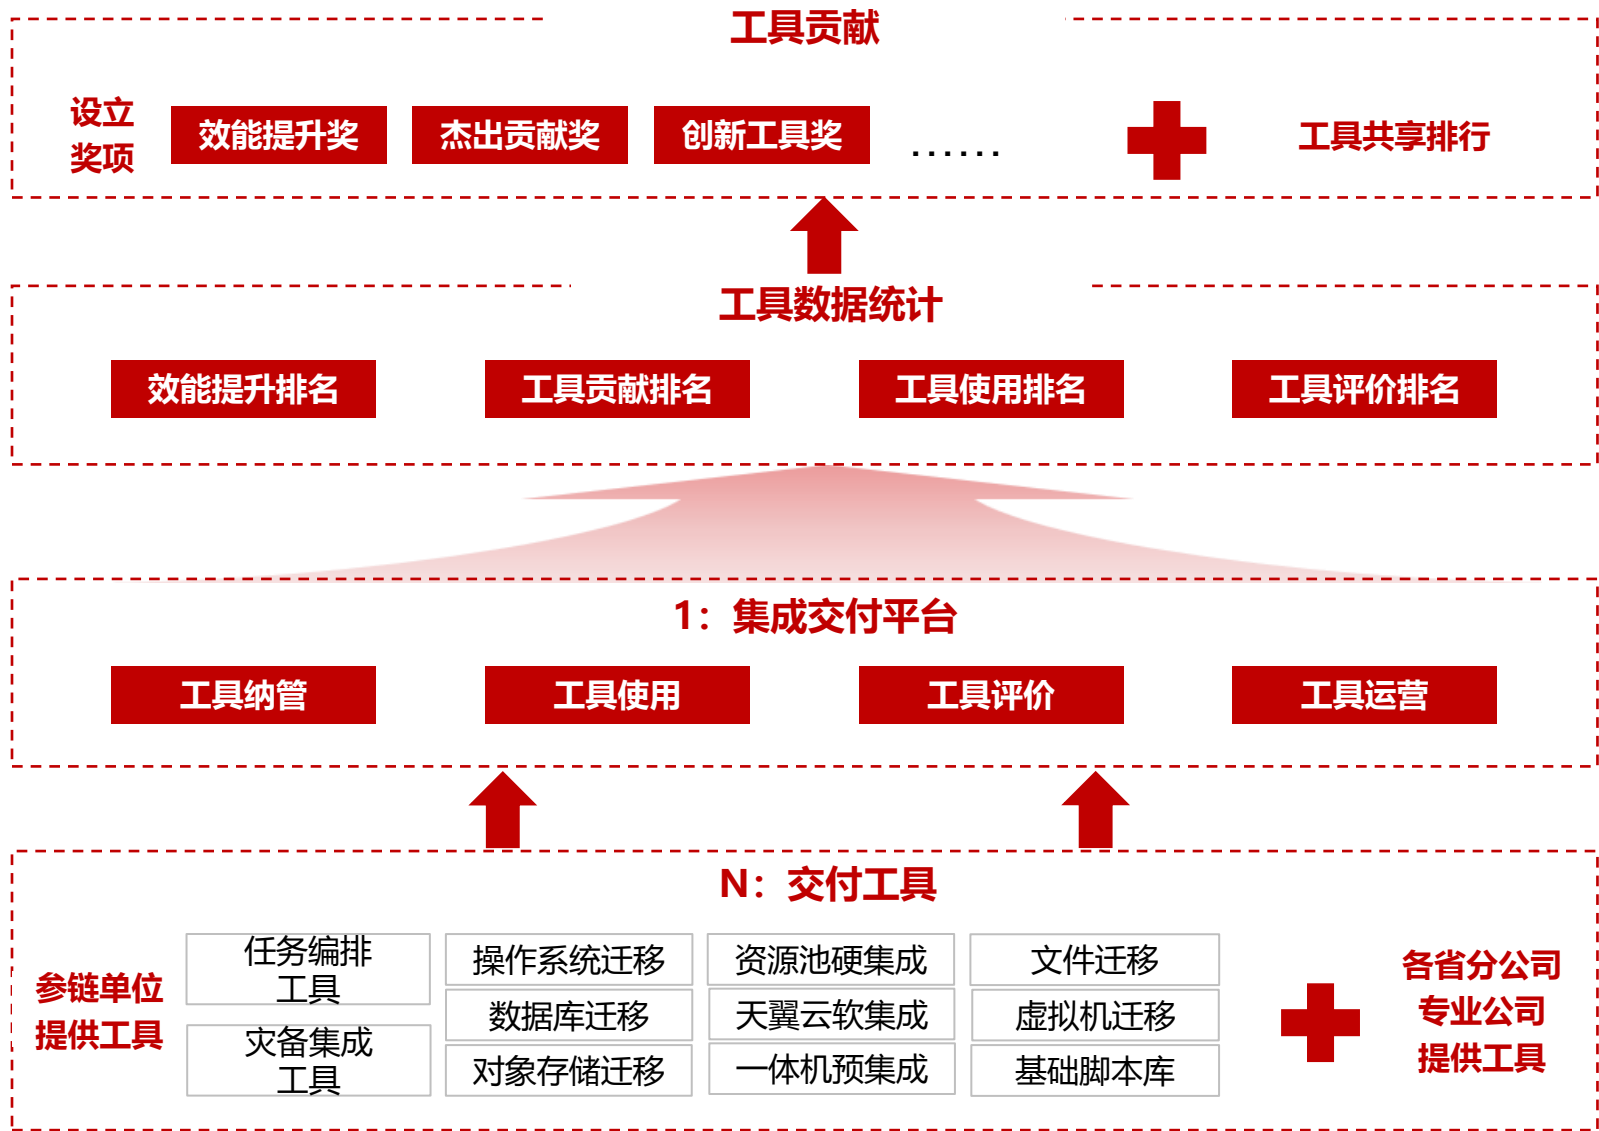 工具贡献
设立
奖项
效能提升奖
杰出贡献奖
创新工具奖
......
工具共享排行
工具数据统计
效能提升排名
工具贡献排名
工具使用排名
工具评价排名
1：集成交付平台
工具纳管
工具使用
工具评价
工具运营
N：交付工具
参链单位
提供工具
任务编排
工具
灾备集成
工具
操作系统迁移
数据库迁移
对象存储迁移
资源池硬集成
天翼云软集成
一体机预集成
文件迁移
虚拟机迁移
基础脚本库
各省分公司
专业公司
提供工具